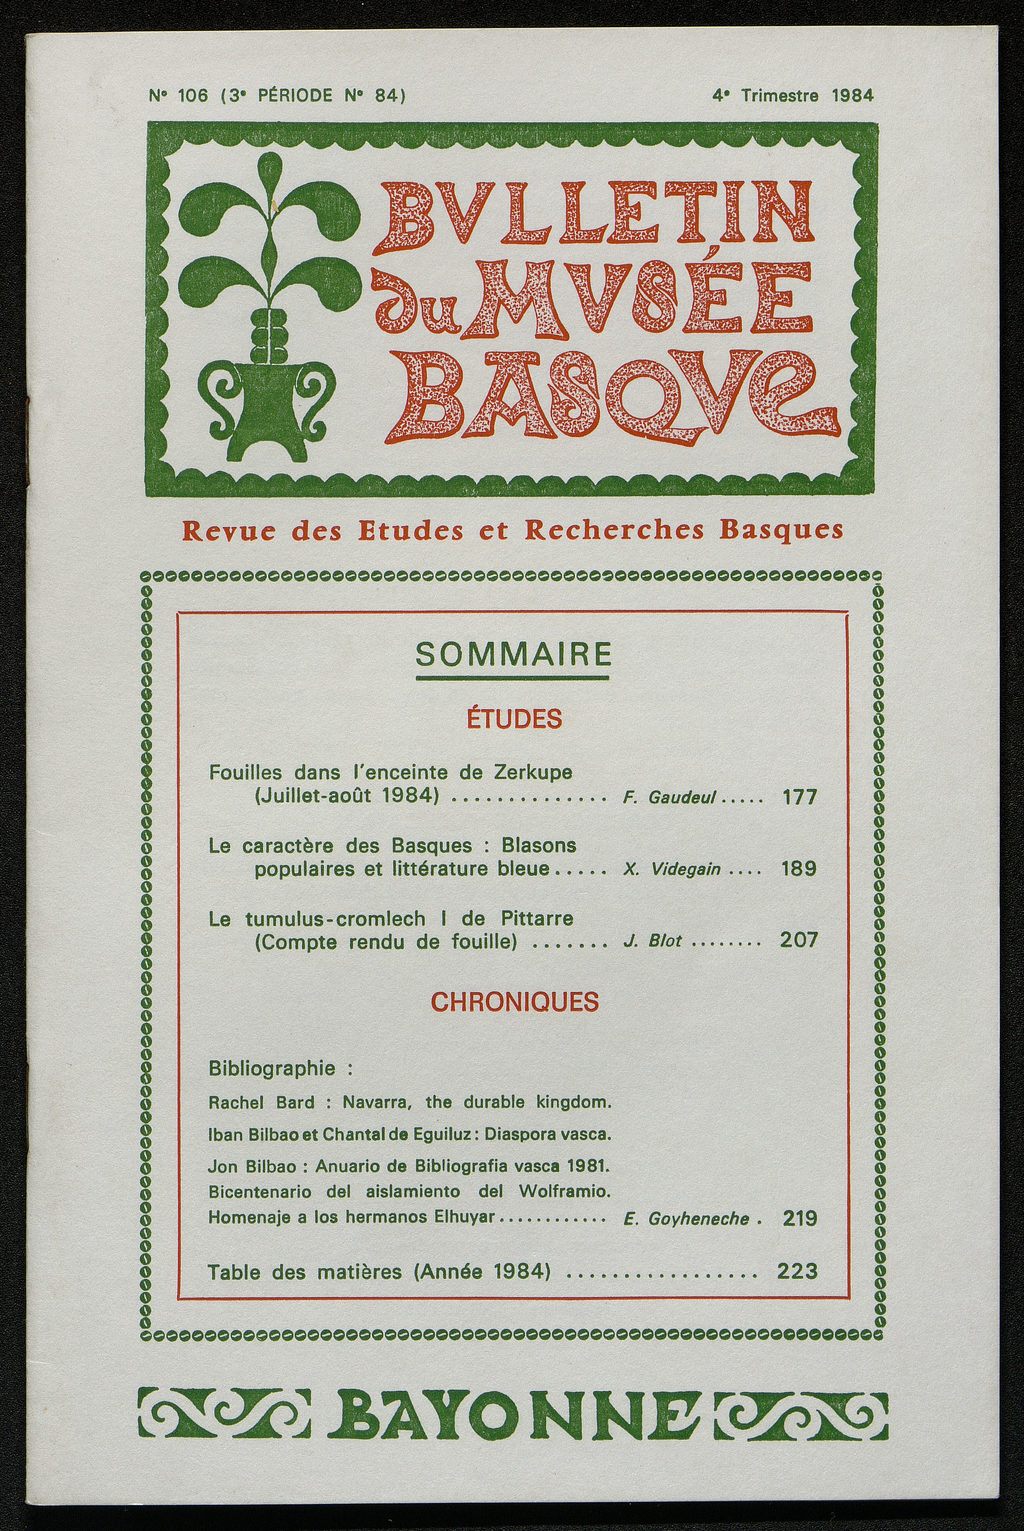 Nº 106 (3ᵉ PÉRIODE Nº 84)
4ᵉ Trimestre 1984
BVLLETIN
du MVSÉE
BASQVe
Revue des Etudes et Recherches Basques
SOMMAIRE
ÉTUDES
Fouilles dans l'enceinte de Zerkupe
(Juillet-août 1984) ............... F. Gaudeul ..... 177
Le caractère des Basques : Blasons
populaires et littérature bleue ..... X. Videgain .... 189
Le tumulus-cromlech I de Pittarre
(Compte rendu de fouille) ....... J. Blot ........ 207
CHRONIQUES
Bibliographie :
Rachel Bard : Navarra, the durable kingdom.
Iban Bilbao et Chantal de Eguiluz : Diaspora vasca.
Jon Bilbao : Anuario de Bibliografia vasca 1981.
Bicentenario del aislamiento del Wolframio.
Homenaje a los hermanos Elhuyar ............ E. Goyheneche . 219
Table des matières (Année 1984) ................. 223
BAYONNE